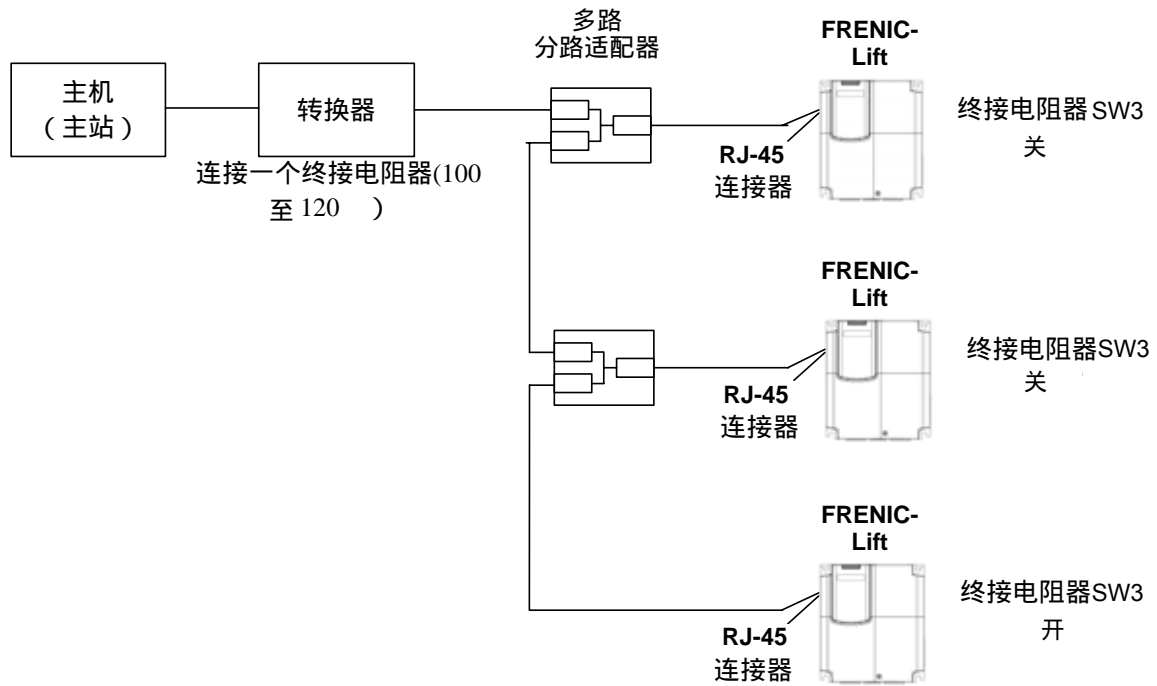 多路
分路适配器
FRENIC-
Lift
主机
（主站）
转换器
终接电阻器 SW3
关
RJ-45
连接器
连接一个终接电阻器(100
至 120 ）
FRENIC-
Lift
终接电阻器SW3
关
RJ-45
连接器
FRENIC-
Lift
终接电阻器SW3
开
RJ-45
连接器